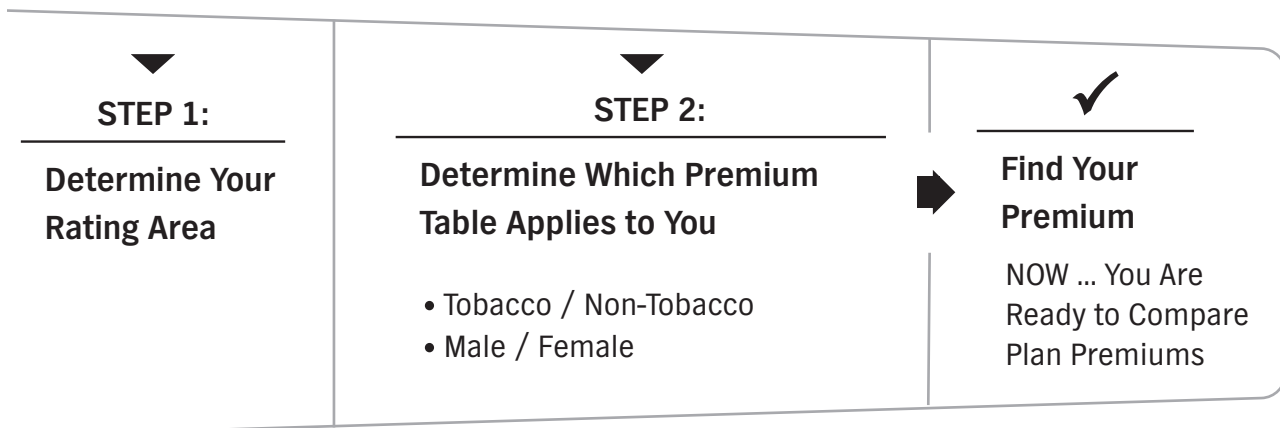 STEP 1:
Determine Your
Rating Area
STEP 2:
Determine Which Premium
Table Applies to You
• Tobacco / Non-Tobacco
• Male / Female
Find Your
Premium
NOW ... You Are
Ready to Compare
Plan Premiums